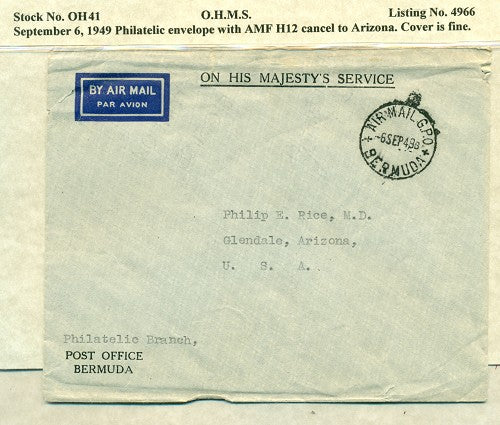 Stock No. OH41 O.H.M.S. Listing No. 4966
September 6, 1949 Philatelic envelope with AMF H12 cancel to Arizona. Cover is fine.
ON HIS MAJESTY'S SERVICE
BY AIR MAIL
PAR AVION
AIR MAIL G.P.O.
6 SEP 49
BERMUDA
Philip E. Rice, M.D.
Glendale, Arizona,
U. S. A.
Philatelic Branch,
POST OFFICE
BERMUDA